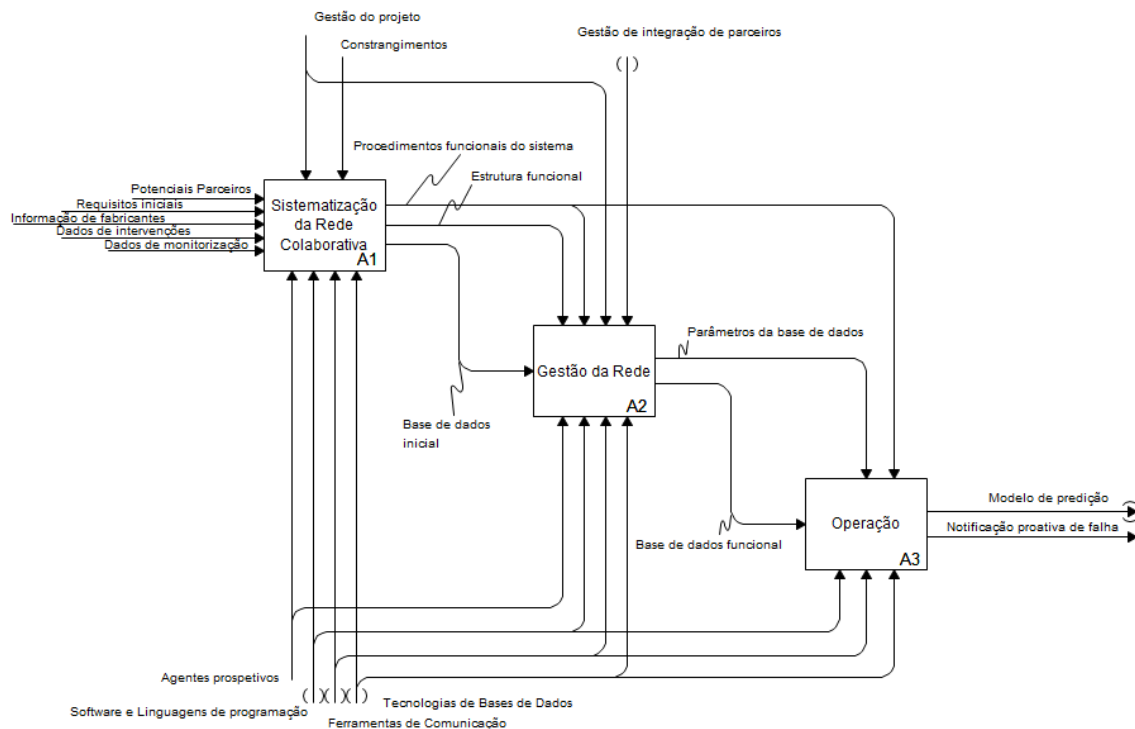 Gestão do projeto
Gestão de integração de parceiros
Constrangimentos
Procedimentos funcionais do sistema
Estrutura funcional
Potenciais Parceiros
Requisitos iniciais
Informação de fabricantes
Dados de intervenções
Dados de monitorização
Sistematização
da Rede
Colaborativa
A1
Parâmetros da base de dados
Gestão da Rede
A2
Base de dados
inicial
Modelo de predição
Operação
Notificação proativa de falha
Base de dados funcional
A3
Agentes prospetivos
Tecnologias de Bases de Dados
Software e Linguagens de programação
Ferramentas de Comunicação